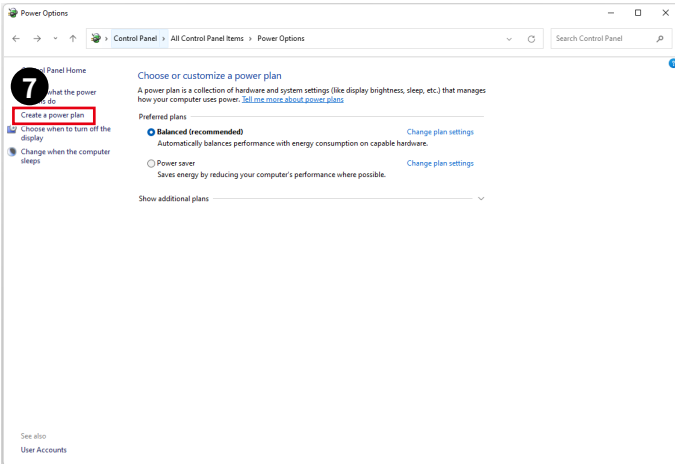 Power Options
Control Panel > All Control Panel Items > Power Options
Search Control Panel
ol Panel Home
7
what the power
s do
Create a power plan
Choose when to turn off the
display
Change when the computer
sleeps
Choose or customize a power plan
A power plan is a collection of hardware and system settings (like display brightness, sleep, etc.) that manages
how your computer uses power. Tell me more about power plans
Preferred plans
Balanced (recommended) Change plan settings
Automatically balances performance with energy consumption on capable hardware.
Power saver Change plan settings
Saves energy by reducing your computer's performance where possible.
Show additional plans
See also
User Accounts